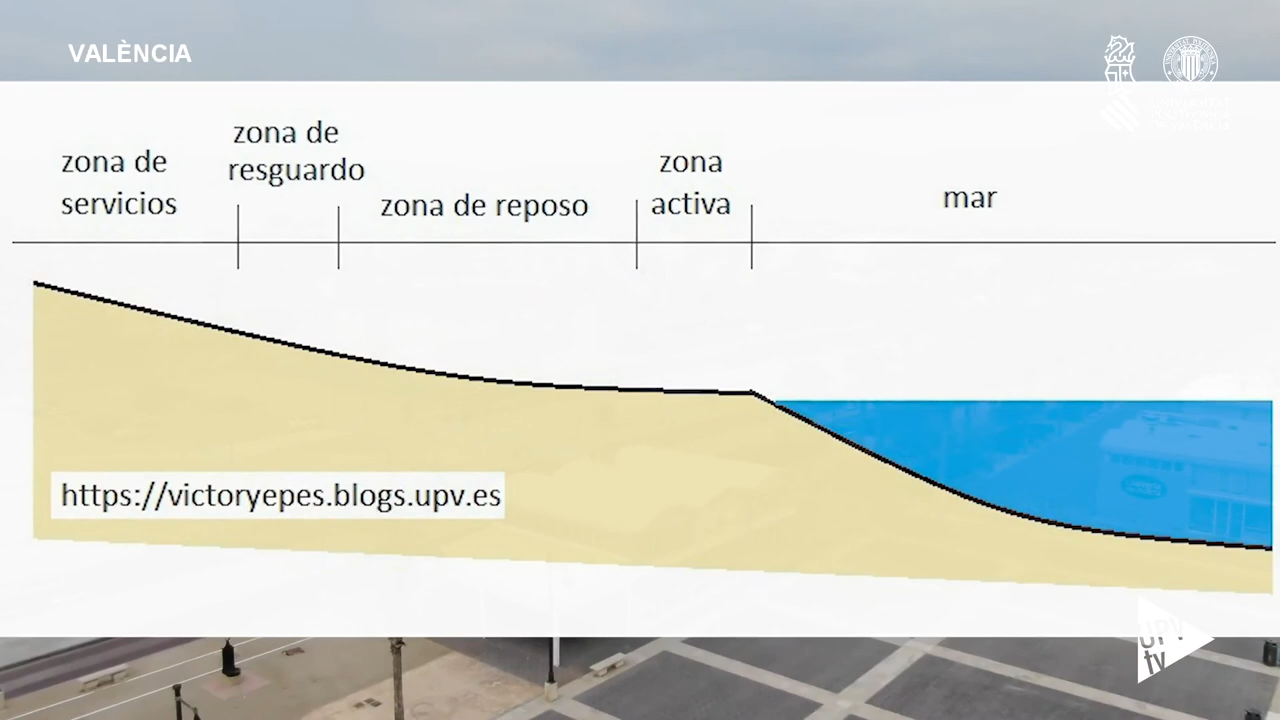 VALÈNCIA
zona de
servicios
zona de
resguardo
zona de reposo
zona
activa
mar
https://victoryepes.blogs.upv.es
UPV
tv